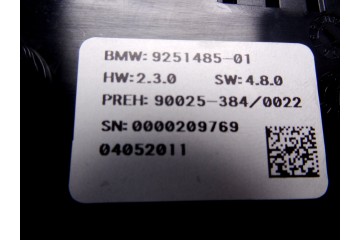 BMW: 9251485-01
HW: 2.3.0 SW: 4.8.0
PREH: 90025-384/0022
SN: 0000209769
04052011